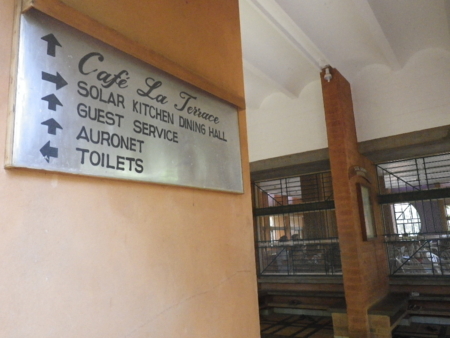 Café La Terrace
SOLAR KITCHEN DINING HALL
GUEST SERVICE
AURONET
TOILETS